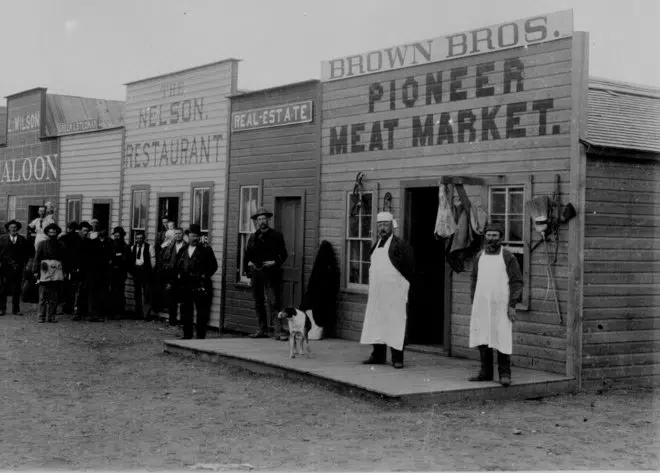 L. WILSON
SALOON
THE
NELSON.
RESTAURANT
REAL-ESTATE
BROWN BROS.
PIONEER
MEAT MARKET.